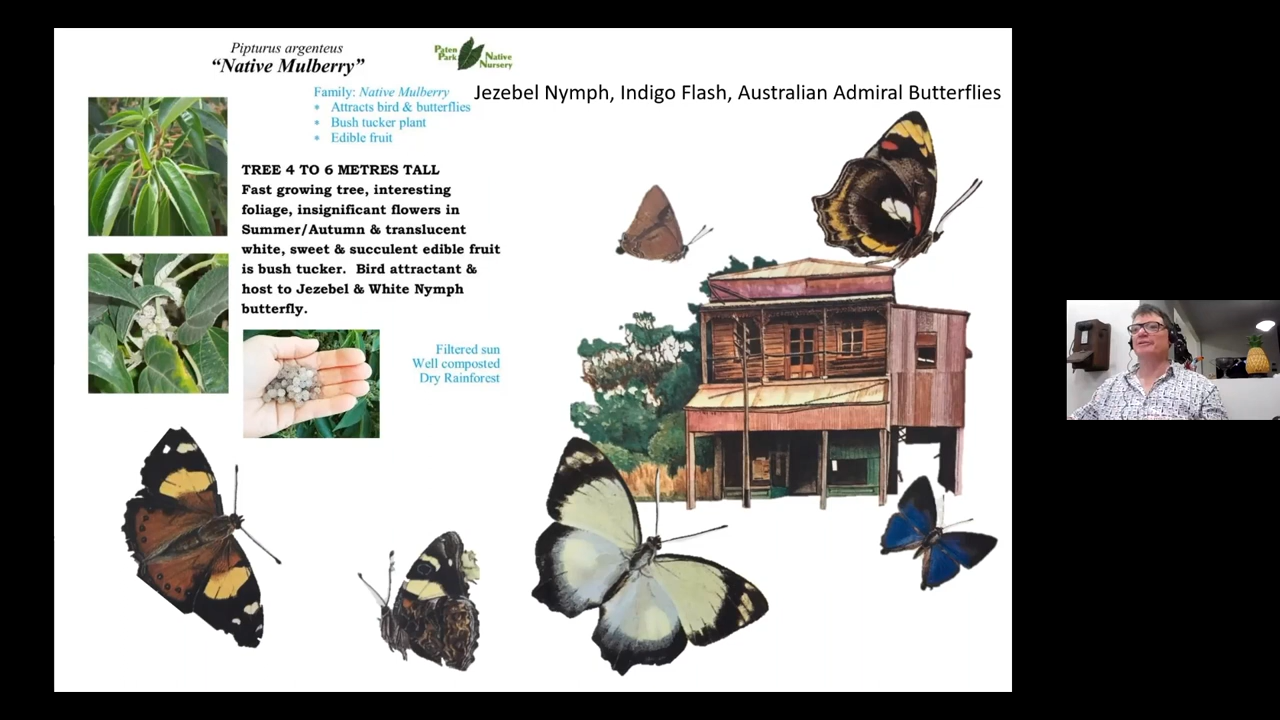 Pipturus argenteus
“Native Mulberry”
Paten
Park
Native
Nursery
Jezebel Nymph, Indigo Flash, Australian Admiral Butterflies
Family: Native Mulberry
* Attracts bird & butterflies
* Bush tucker plant
* Edible fruit
TREE 4 TO 6 METRES TALL
Fast growing tree, interesting
foliage, insignificant flowers in
Summer/Autumn & translucent
white, sweet & succulent edible fruit
is bush tucker. Bird attractant &
host to Jezebel & White Nymph
butterfly.
Filtered sun
Well composted
Dry Rainforest